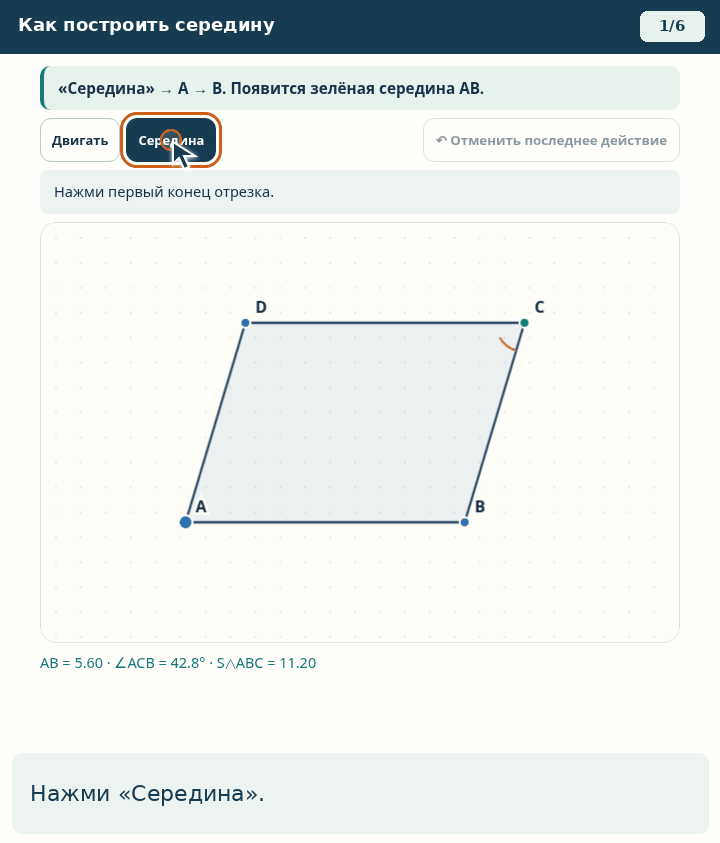 Как построить середину
1/6
«Середина» → A → B. Появится зелёная середина AB.
Двигать
Середина
↶ Отменить последнее действие
Нажми первый конец отрезка.
D
C
A
B
AB = 5.60 · ∠ACB = 42.8° · S△ABC = 11.20
Нажми «Середина».